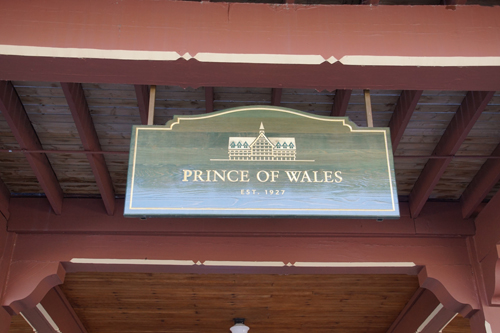 PRINCE OF WALES
EST. 1927